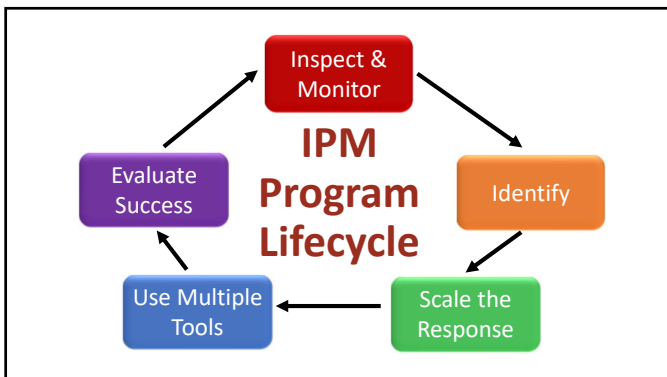 Inspect &
Monitor
IPM
Program
Lifecycle
Evaluate
Success
Identify
Use Multiple
Tools
Scale the
Response